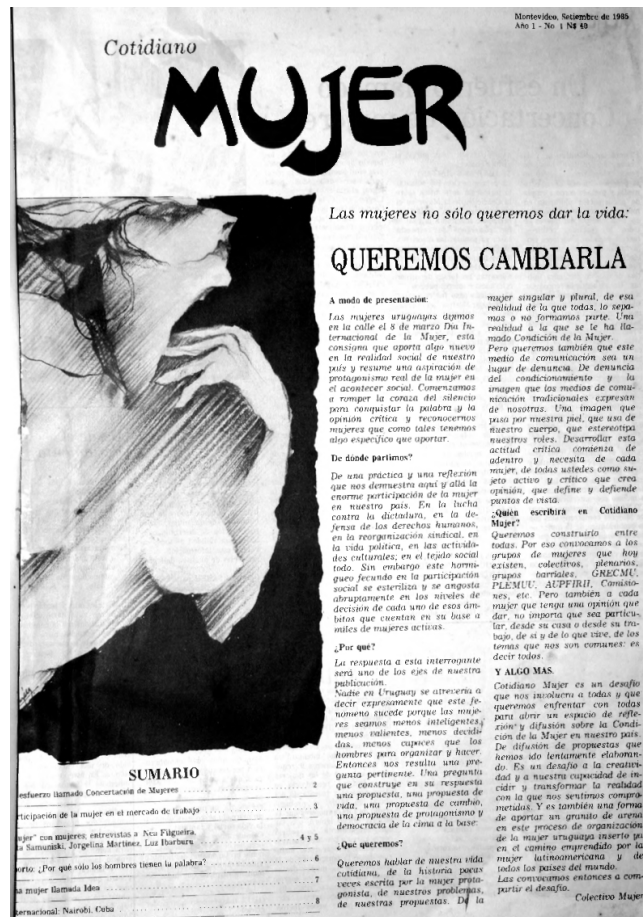 Montevideo, Setiembre de 1985
Año 1 - No. 1 N$ 40
Cotidiano
MUJER
Las mujeres no sólo queremos dar la vida:
QUEREMOS CAMBIARLA
A modo de presentación:
Las mujeres uruguayas dijimos
en la calle el 8 de marzo Día In-
ternacional de la Mujer, esta
consigna que aporta algo nuevo
en la realidad social de nuestro
país y resume una aspiración de
protagonismo real de la mujer en
el acontecer social. Comenzamos
a romper la coraza del silencio
para conquistar la palabra y la
opinión crítica y reconocernos
mujeres que como tales tenemos
algo específico que aportar.
De dónde partimos?
De una práctica y una reflexión
que nos demuestra aquí y allá la
enorme participación de la mujer
en nuestro país. En la lucha
contra la dictadura, en la de-
fensa de los derechos humanos,
en la reorganización sindical, en
la vida política, en las activida-
des culturales; en el tejido social
todo. Sin embargo este hormi-
gueo fecundo en la participación
social se esteriliza y se angosta
abruptamente en los niveles de
decisión de cada uno de esos ám-
bitos que cuentan en su base a
miles de mujeres activas.
¿Por qué?
La respuesta a esta interrogante
será uno de los ejes de nuestra
publicación.
Nadie en Uruguay se atrevería a
decir expresamente que este fe-
nómeno sucede porque las muje-
res seamos menos inteligentes,
menos valientes, menos decidi-
das, menos capaces que los
hombres para organizar y hacer.
Entonces nos resulta una pre-
gunta pertinente. Una pregunta
que construye en su respuesta
una propuesta, una propuesta de
vida, una propuesta de cambio,
una propuesta de protagonismo y
democracia de la cima a la base.
¿Qué queremos?
Queremos hablar de nuestra vida
cotidiana, de la historia pocas
veces escrita por la mujer prota-
gonista, de nuestros problemas,
de nuestras propuestas. De la
mujer singular y plural, de esa
realidad de la que todas, lo sepa-
mos o no formamos parte. Una
realidad a la que se le ha lla-
mado Condición de la Mujer.
Pero queremos también que este
medio de comunicación sea un
lugar de denuncia. De denuncia
del condicionamiento y la
imagen que los medios de comu-
nicación tradicionales expresan
de nosotras. Una imagen que
pasa por nuestra piel, que usa de
nuestro cuerpo, que estereotipa
nuestros roles. Desarrollar esta
actitud crítica comienza de
adentro y necesita de cada
mujer, de todas ustedes como su-
jeto activo y crítico que crea
opinión, que define y defiende
puntos de vista.
¿Quién escribirá en Cotidiano
Mujer?
Queremos construirlo entre
todas. Por eso convocamos a los
grupos de mujeres que hoy
existen, colectivos, plenarios,
grupos barriales, GRECMU,
PLEMUU, AUPFIRH, Comisio-
nes, etc. Pero también a cada
mujer que tenga una opinión que
dar, no importa que sea particu-
lar, desde su casa o desde su tra-
bajo, de sí y de lo que vive, de los
temas que nos son comunes: es
decir todos.
Y ALGO MAS.
Cotidiano Mujer es un desafío
que nos involucra a todas y que
queremos enfrentar con todas
para abrir un espacio de refle-
xión y difusión sobre la Condi-
ción de la Mujer en nuestro país.
De difusión de propuestas que
hemos ido lentamente elaboran-
do. Es un desafío a la creativi-
dad y a nuestra capacidad de in-
cidir y transformar la realidad
con la que nos sentimos compro-
metidas. Y es también una forma
de aportar un granito de arena
en este proceso de organización
de la mujer uruguaya inserto ya
en el camino emprendido por la
mujer latinoamericana y de
todos los países del mundo.
Las convocamos entonces a com-
partir el desafío.
Colectivo Mujer
SUMARIO
esfuerzo llamado Concertación de Mujeres 2
rticipación de la mujer en el mercado de trabajo 3
ujer" con mujeres, entrevistas a Nea Filgueira,
ta Samuniski, Jorgelina Martínez, Luz Ibarburu 4 y 5
orto: ¿Por qué sólo los hombres tienen la palabra? 6
na mujer llamada Idea 7
ternacional: Nairobi, Cuba 8